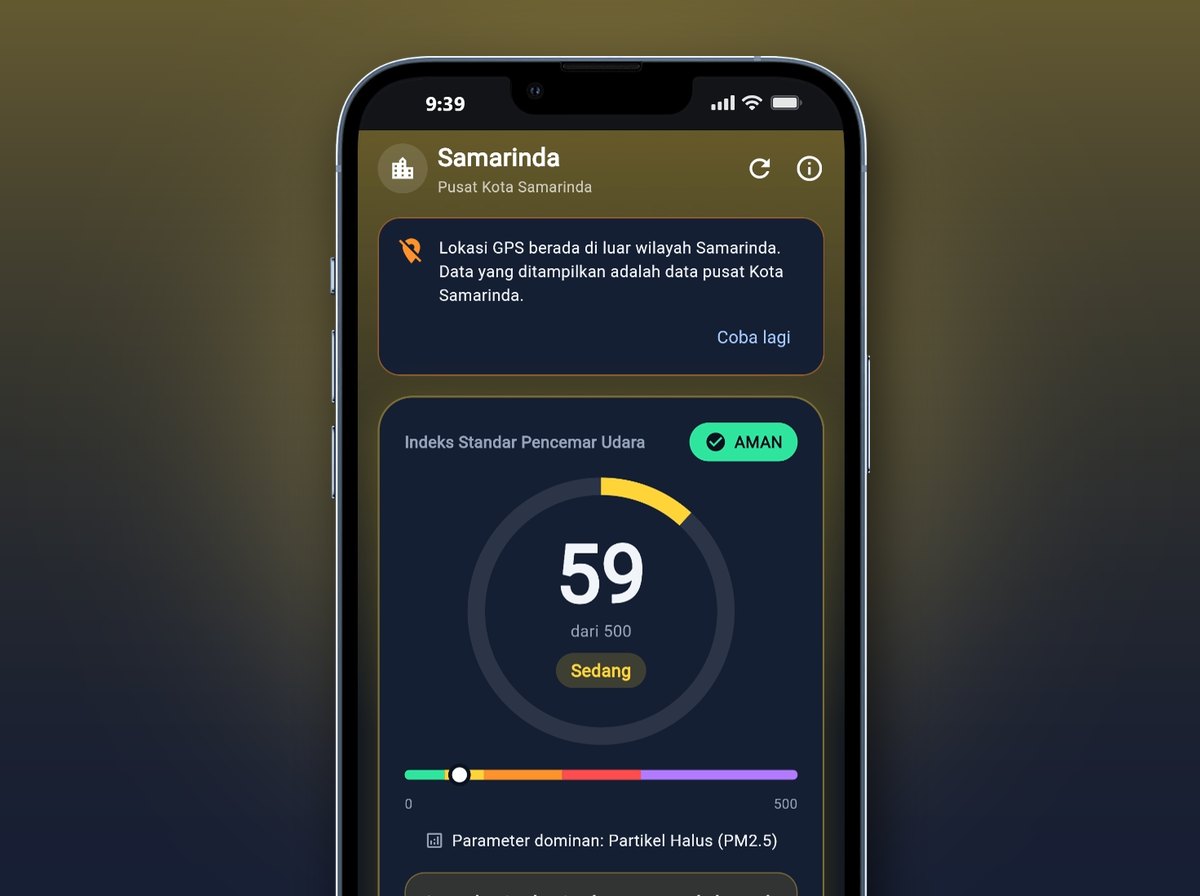 9:39
Samarinda
Pusat Kota Samarinda
Lokasi GPS berada di luar wilayah Samarinda.
Data yang ditampilkan adalah data pusat Kota
Samarinda.
Coba lagi
Indeks Standar Pencemar Udara
AMAN
59
dari 500
Sedang
0
500
Parameter dominan: Partikel Halus (PM2.5)